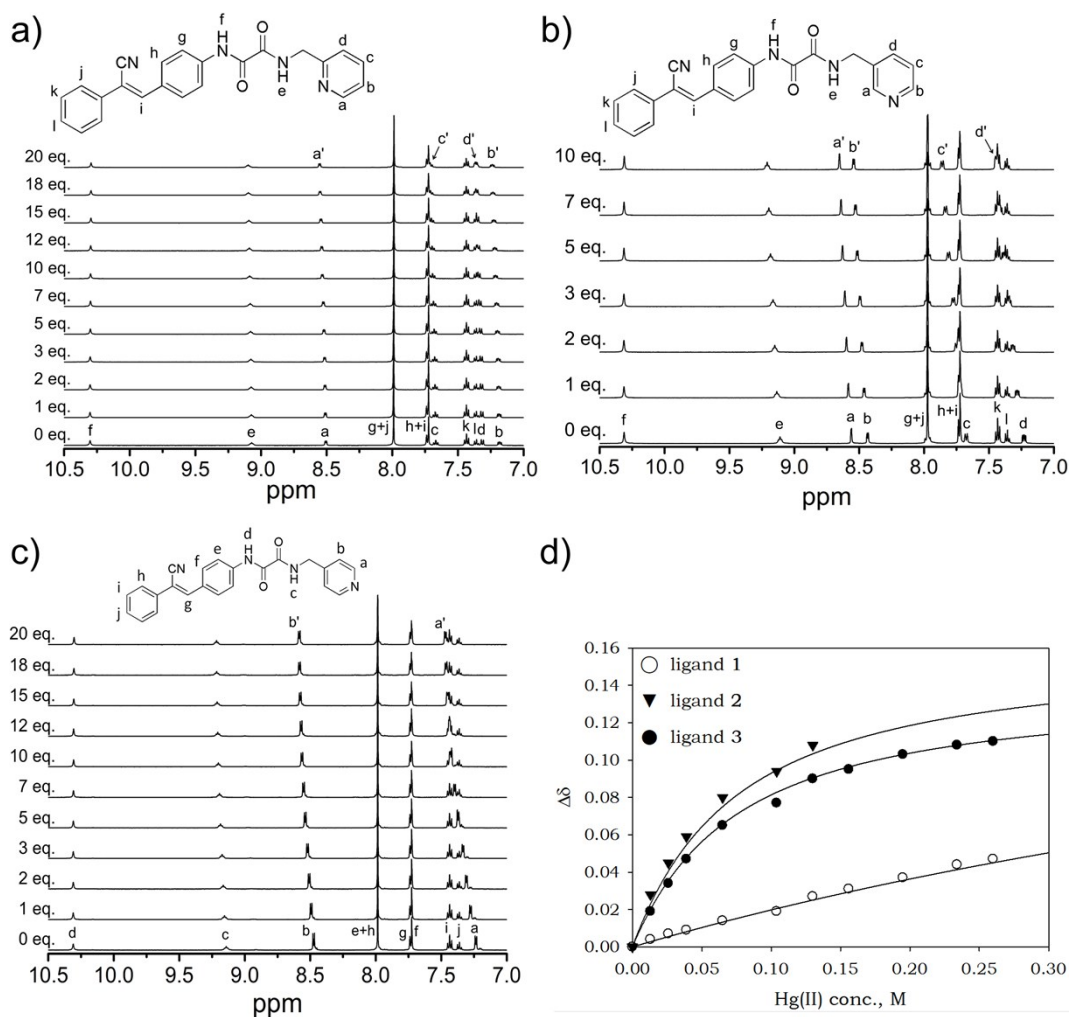 a)
f
H
N
O
O
N
H
e
N
CN
g
h
i
j
k
l
d
c
b
a
20 eq.
18 eq.
15 eq.
12 eq.
10 eq.
7 eq.
5 eq.
3 eq.
2 eq.
1 eq.
0 eq.
a' c' d' b'
f e a g+j h+i c k l d b
10.5 10.0 9.5 9.0 8.5 8.0 7.5 7.0
ppm
b)
f
H
N
O
O
N
H
e
N
CN
g
h
i
j
k
l
d
c
b
a
10 eq.
7 eq.
5 eq.
3 eq.
2 eq.
1 eq.
0 eq.
a' b' c' d'
f e a b g+j h+i c k l d
10.5 10.0 9.5 9.0 8.5 8.0 7.5 7.0
ppm
c)
d
H
N
O
O
N
H
c
N
CN
e
f
g
h
i
j
b
a
20 eq.
18 eq.
15 eq.
12 eq.
10 eq.
7 eq.
5 eq.
3 eq.
2 eq.
1 eq.
0 eq.
b' a'
d c b e+h g f i j a
10.5 10.0 9.5 9.0 8.5 8.0 7.5 7.0
ppm
d)
0.16
0.14
0.12
0.10
0.08
0.06
0.04
0.02
0.00
Δδ
ligand 1
ligand 2
ligand 3
0.00 0.05 0.10 0.15 0.20 0.25 0.30
Hg(II) conc., M